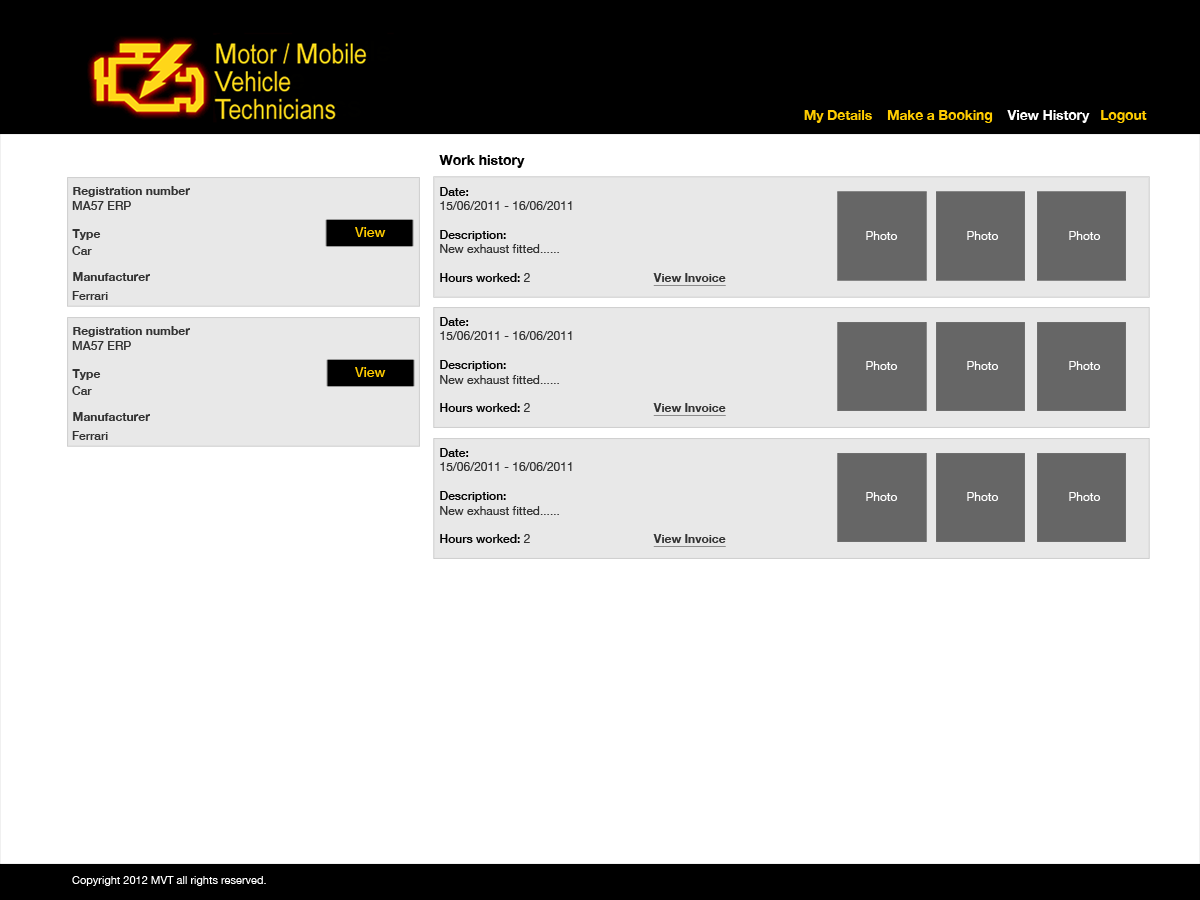 Motor / Mobile
Vehicle
Technicians
My Details Make a Booking View History Logout
Registration number
MA57 ERP
Type
Car
View
Manufacturer
Ferrari
Registration number
MA57 ERP
Type
Car
View
Manufacturer
Ferrari
Work history
Date:
15/06/2011 - 16/06/2011
Description:
New exhaust fitted......
Hours worked: 2 View Invoice
Photo Photo Photo
Date:
15/06/2011 - 16/06/2011
Description:
New exhaust fitted......
Hours worked: 2 View Invoice
Photo Photo Photo
Date:
15/06/2011 - 16/06/2011
Description:
New exhaust fitted......
Hours worked: 2 View Invoice
Photo Photo Photo
Copyright 2012 MVT all rights reserved.